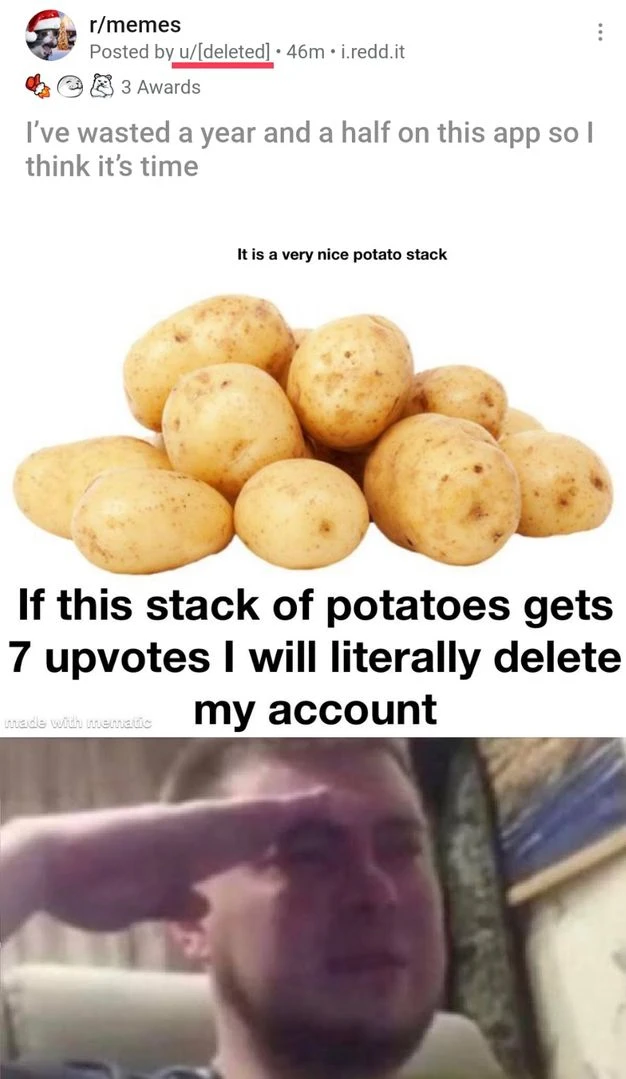 r/memes
Posted by u/[deleted] • 46m • i.redd.it
3 Awards
I've wasted a year and a half on this app so I
think it's time
It is a very nice potato stack
If this stack of potatoes gets
7 upvotes I will literally delete
my account
made with mematic